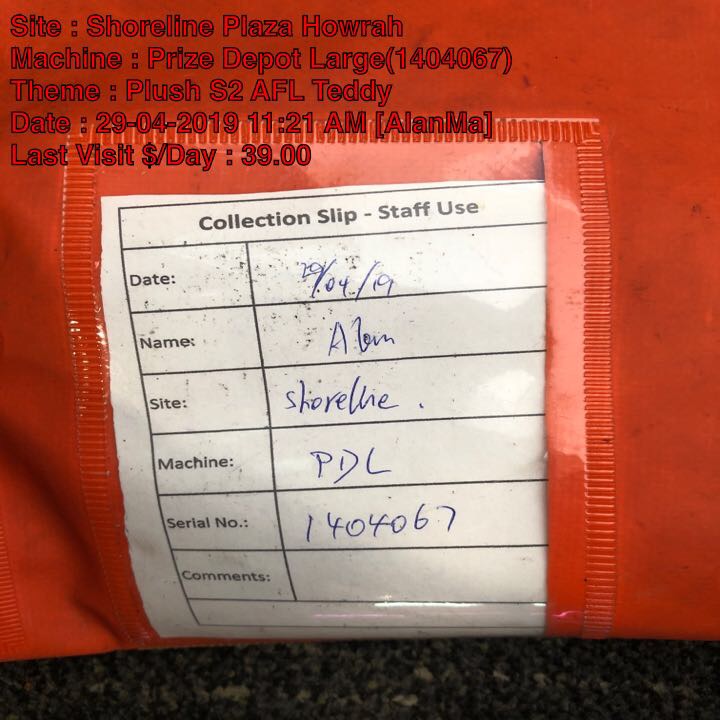 Site : Shoreline Plaza Howrah
Machine : Prize Depot Large(1404067)
Theme : Plush S2 AFL Teddy
Date : 29-04-2019 11:21 AM [AlanMa]
Last Visit $/Day : 39.00
Collection Slip - Staff Use
Date: 29/04/19
Name: Alan
Site: Shoreline .
Machine: PDL
Serial No.: 1404067
Comments: